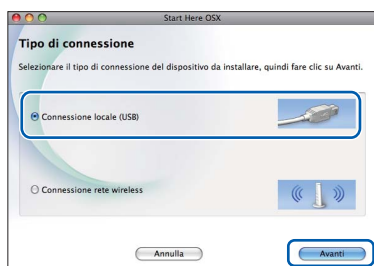 Start Here OSX
Tipo di connessione
Selezionare il tipo di connessione del dispositivo da installare, quindi fare clic su Avanti.
Connessione locale (USB)
Connessione rete wireless
Annulla
Avanti